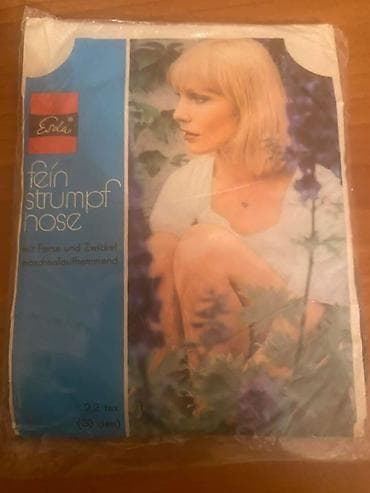 Esda®
fein
strumpf
hose
mit Ferse und Zwickel
maschenlaufhemmend
2,2 tex
(20 den)